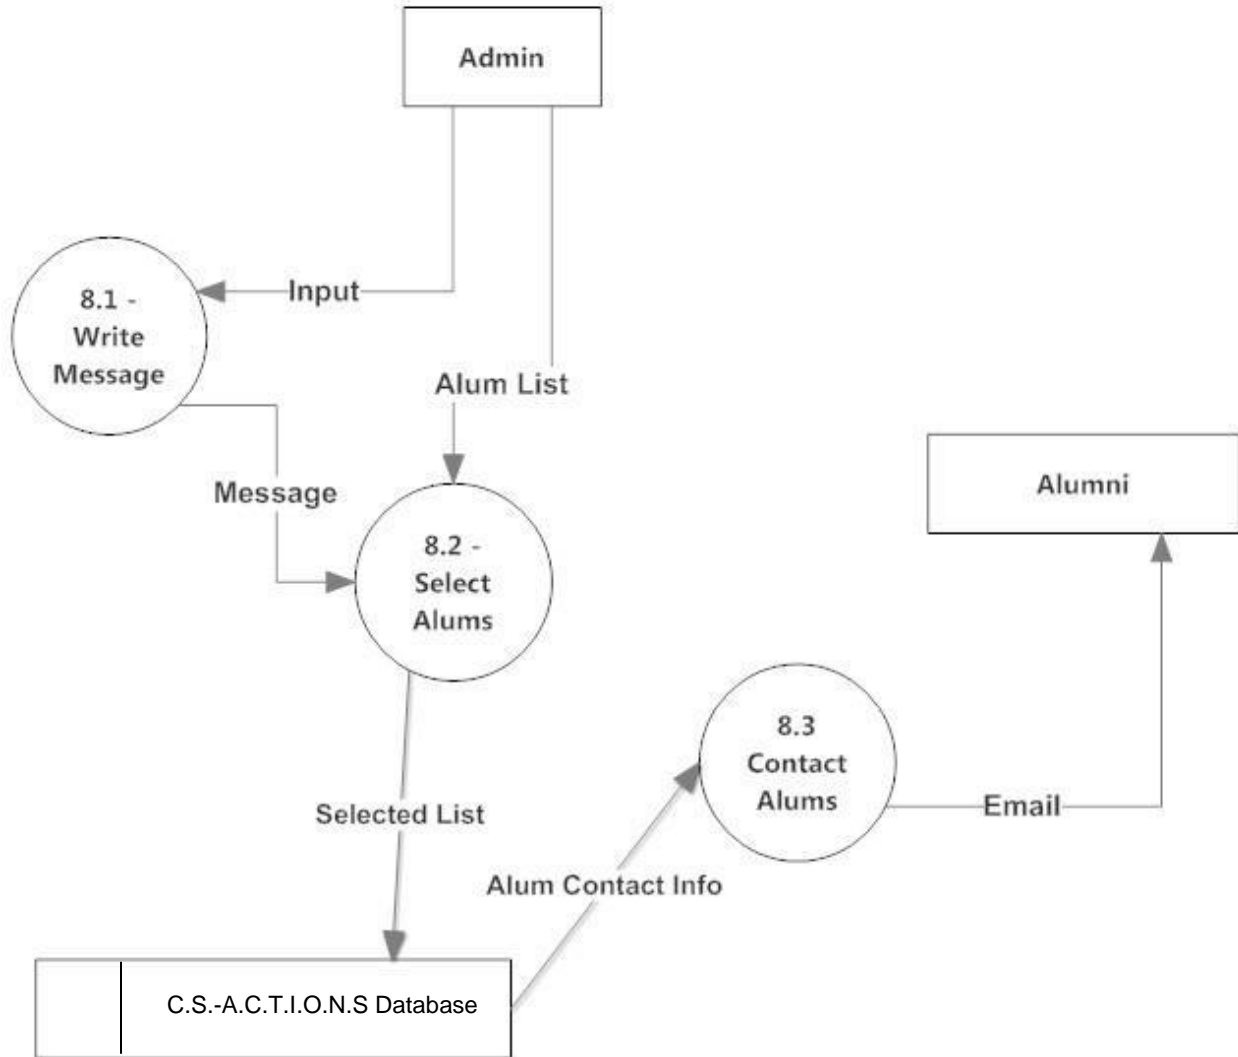 Admin
Input
8.1 -
Write
Message
Alum List
Message
Alumni
8.2 -
Select
Alums
8.3
Contact
Alums
Email
Selected List
Alum Contact Info
C.S.-A.C.T.I.O.N.S Database